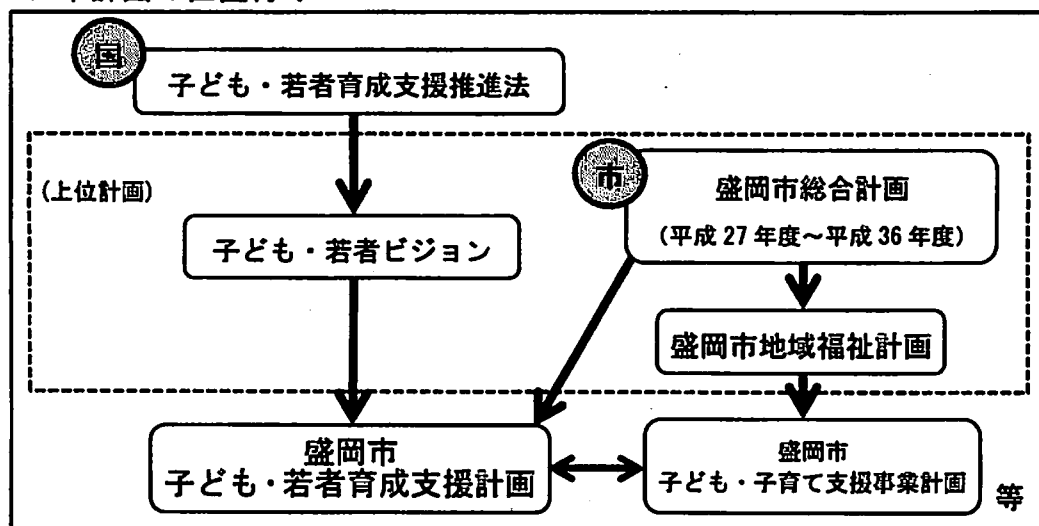 国
子ども・若者育成支援推進法
(上位計画)
市
盛岡市総合計画
(平成27年度～平成36年度)
子ども・若者ビジョン
盛岡市地域福祉計画
盛岡市
子ども・若者育成支援計画
盛岡市
子ども・子育て支援事業計画
等